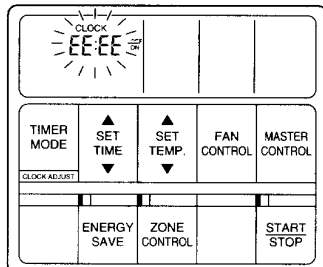 CLOCK
EE:EE
OFF
ON
TIMER
MODE
CLOCK ADJUST
▲
SET
TIME
▼
▲
SET
TEMP.
▼
FAN
CONTROL
MASTER
CONTROL
ENERGY
SAVE
ZONE
CONTROL
START
STOP